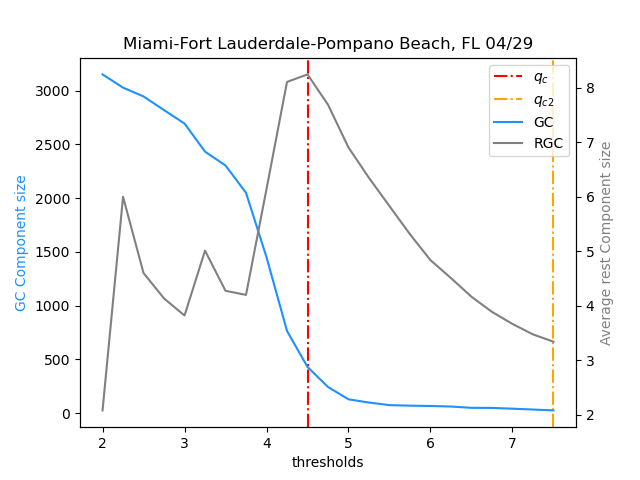 Miami-Fort Lauderdale-Pompano Beach, FL 04/29
GC Component size
3000
2500
2000
1500
1000
500
0
q_c
q_c2
GC
RGC
8
7
6
5
4
3
2
Average rest Component size
2 3 4 5 6 7
thresholds